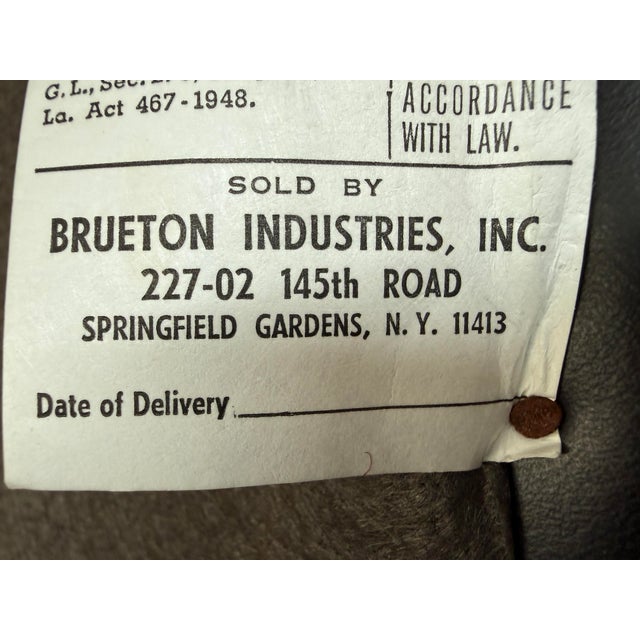 G.L., Sec.
La. Act 467-1948.
ACCORDANCE
WITH LAW.
SOLD BY
BRUETON INDUSTRIES, INC.
227-02 145th ROAD
SPRINGFIELD GARDENS, N.Y. 11413
Date of Delivery